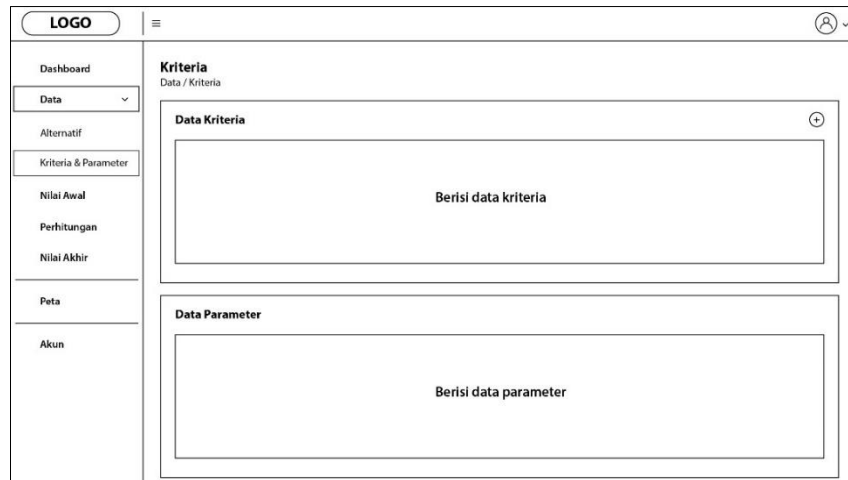 LOGO
Dashboard
Data
Alternatif
Kriteria & Parameter
Nilai Awal
Perhitungan
Nilai Akhir
Peta
Akun
Kriteria
Data / Kriteria
Data Kriteria
Berisi data kriteria
Data Parameter
Berisi data parameter